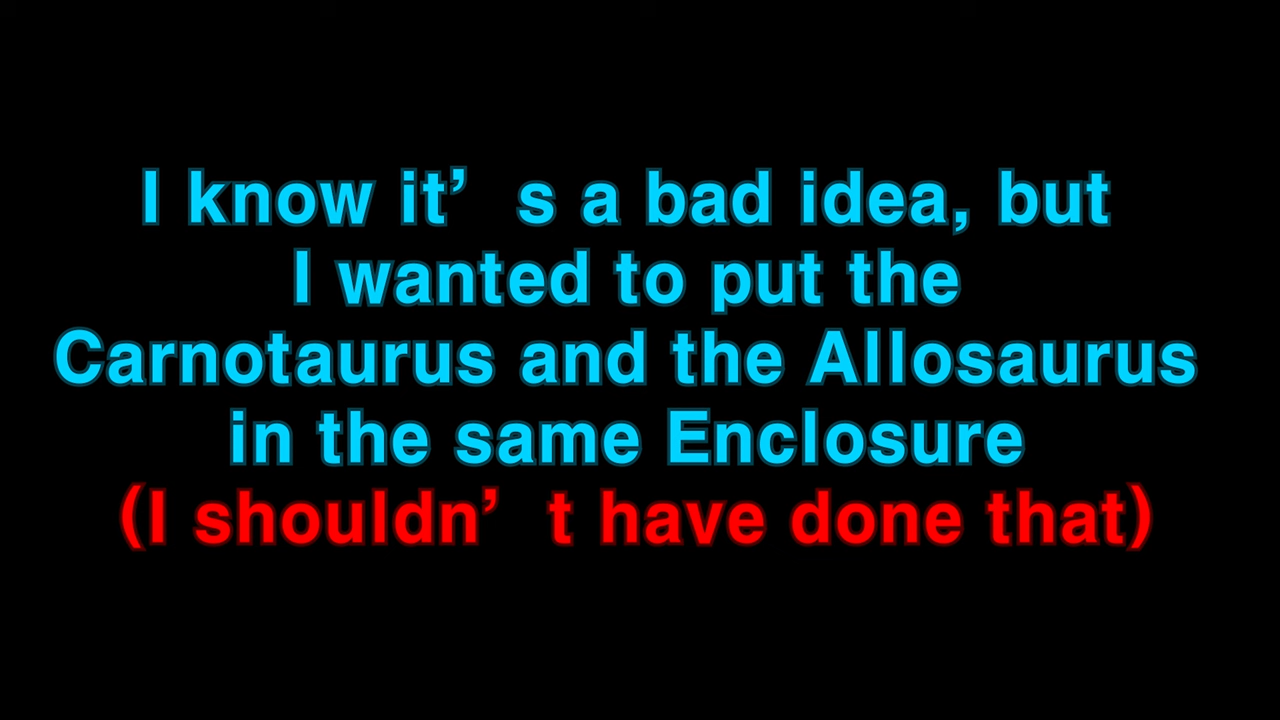 I know it’s a bad idea, but
I wanted to put the
Carnotaurus and the Allosaurus
in the same Enclosure
(I shouldn’t have done that)